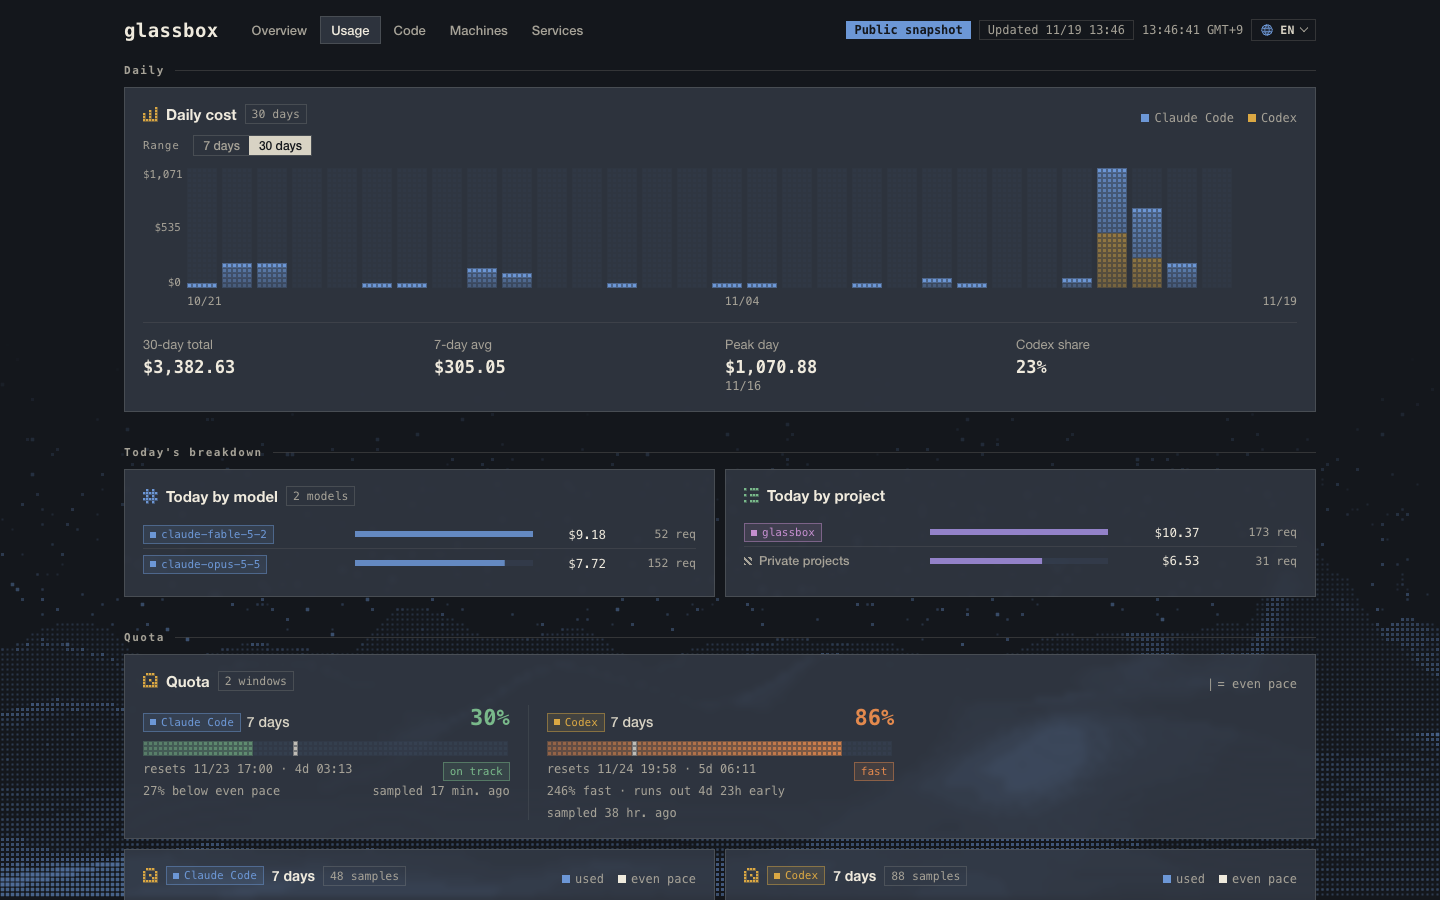 glassbox Overview Usage Code Machines Services Public snapshot Updated 11/19 13:46 13:46:41 GMT+9 EN
Daily
Daily cost 30 days Claude Code Codex
Range 7 days 30 days
$1,071
$535
$0
10/21 11/04 11/19
30-day total 7-day avg Peak day Codex share
$3,382.63 $305.05 $1,070.88 23%
11/16
Today's breakdown
Today by model 2 models
claude-fable-5-2 $9.18 52 req
claude-opus-5-5 $7.72 152 req
Today by project
glassbox $10.37 173 req
Private projects $6.53 31 req
Quota
Quota 2 windows | = even pace
Claude Code 7 days 30%
resets 11/23 17:00 · 4d 03:13 on track
27% below even pace sampled 17 min. ago
Codex 7 days 86%
resets 11/24 19:58 · 5d 06:11 fast
246% fast · runs out 4d 23h early
sampled 38 hr. ago
Claude Code 7 days 48 samples used even pace
Codex 7 days 88 samples used even pace